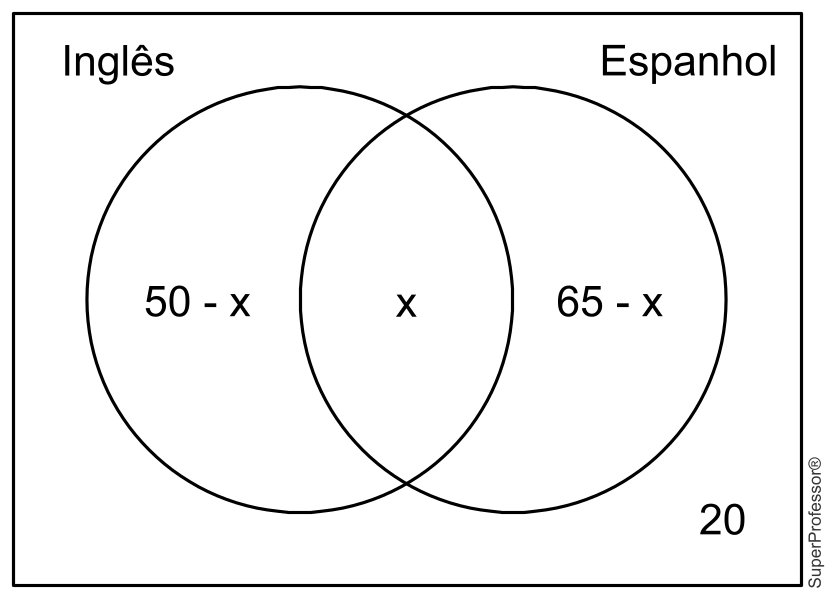 Inglês
Espanhol
50 - x
x
65 - x
20
SuperProfessor®